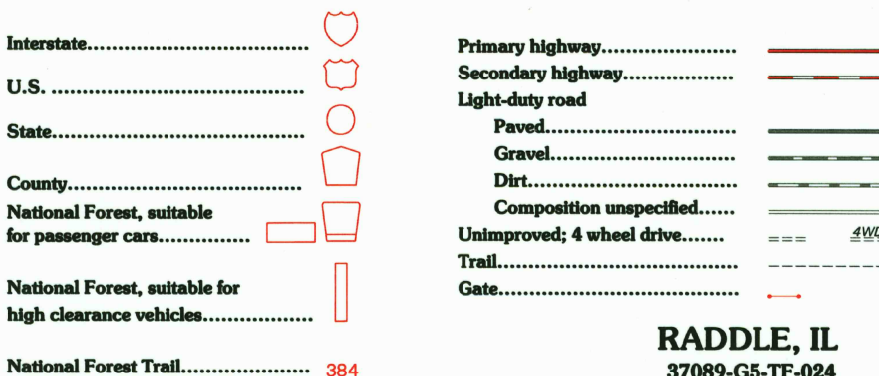 Interstate....................................
U.S. .........................................
State.........................................
County......................................
National Forest, suitable
for passenger cars...............
National Forest, suitable for
high clearance vehicles..................
National Forest Trail..................... 384
Primary highway......................
Secondary highway..................
Light-duty road
Paved...............................
Gravel..............................
Dirt..................................
Composition unspecified......
Unimproved; 4 wheel drive....... 4WD
Trail.......................................
Gate.........................................
RADDLE, IL
37089-G5-TF-024